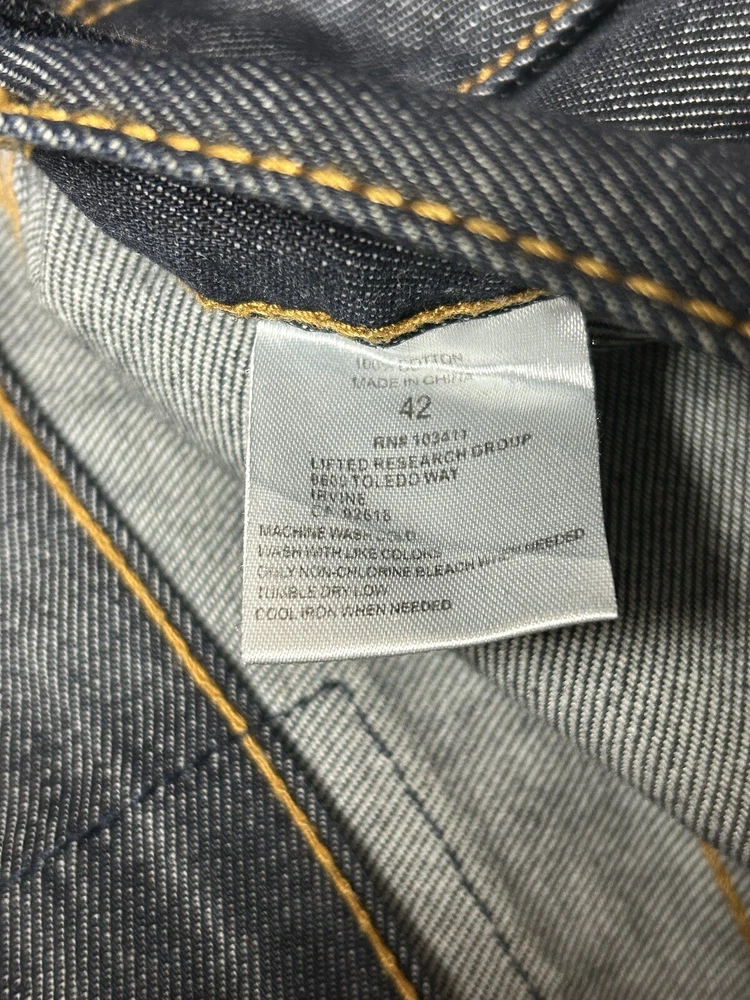 100% COTTON
MADE IN CHINA
42
RN# 103411
LIFTED RESEARCH GROUP
TOLEDO WAY
IRVINE
CA 92618
MACHINE WASH COLD
WASH WITH LIKE COLORS
ONLY NON-CHLORINE BLEACH WHEN NEEDED
TUMBLE DRY LOW
COOL IRON WHEN NEEDED